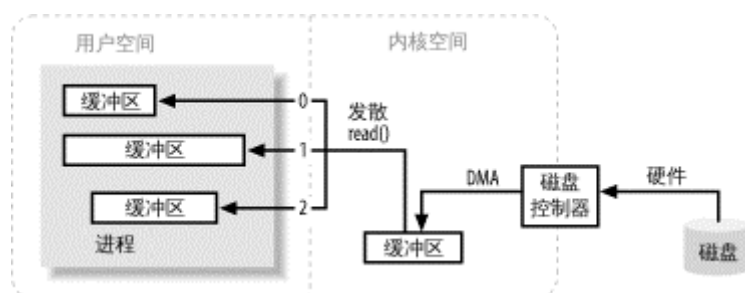 用户空间
内核空间
缓冲区
0
发散
read()
缓冲区
1
DMA
磁盘
控制器
硬件
缓冲区
2
进程
缓冲区
磁盘